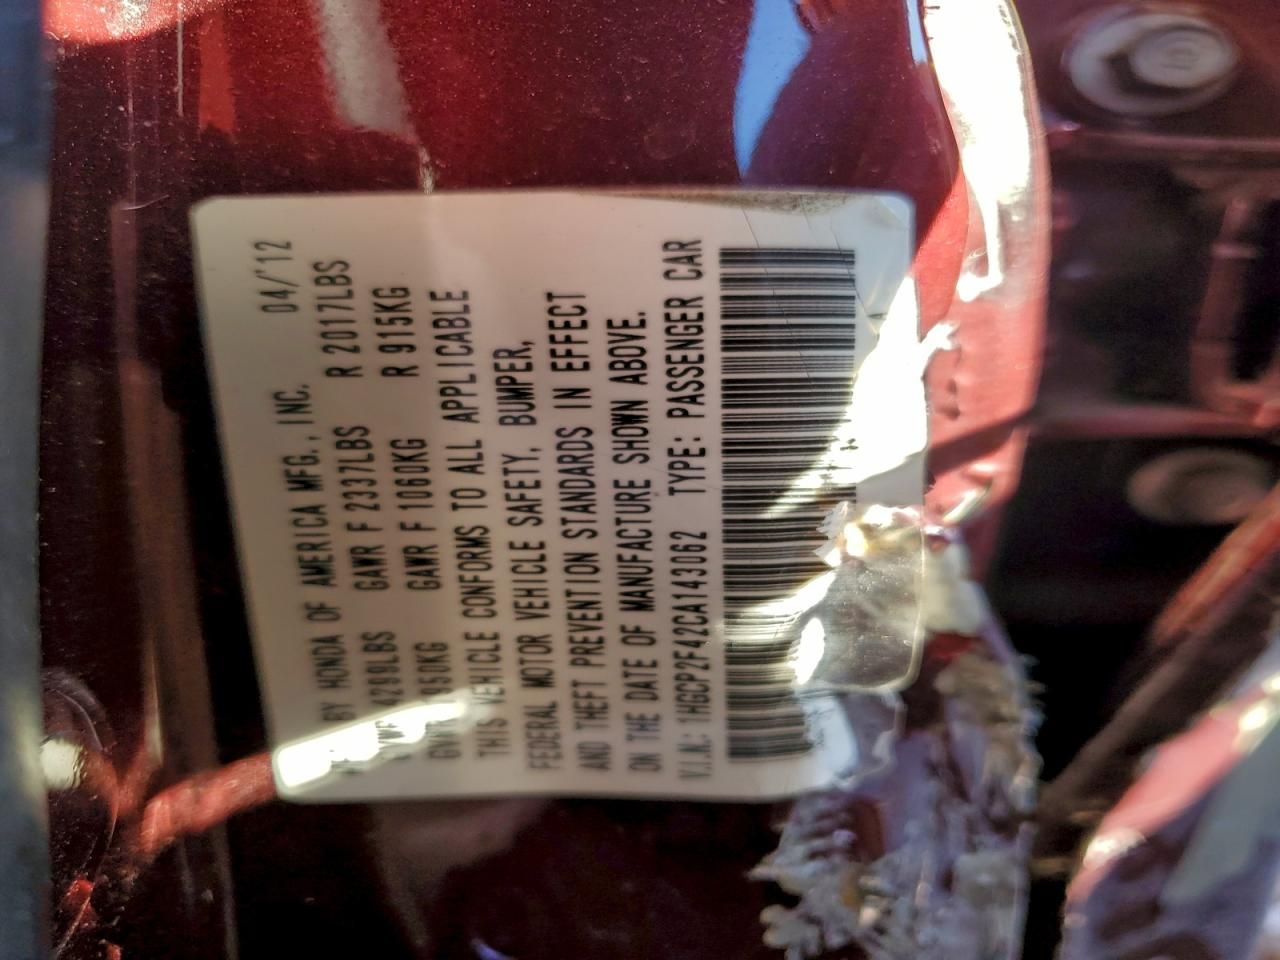 BY HONDA OF AMERICA MFG., INC. 04/'12
4299LBS GAWR F 2337LBS R 2017LBS
GAWR F 1060KG R 915KG
THIS VEHICLE CONFORMS TO ALL APPLICABLE
FEDERAL MOTOR VEHICLE SAFETY, BUMPER,
AND THEFT PREVENTION STANDARDS IN EFFECT
ON THE DATE OF MANUFACTURE SHOWN ABOVE.
V.I.N.: 1HGCP2F42CA143062 TYPE: PASSENGER CAR